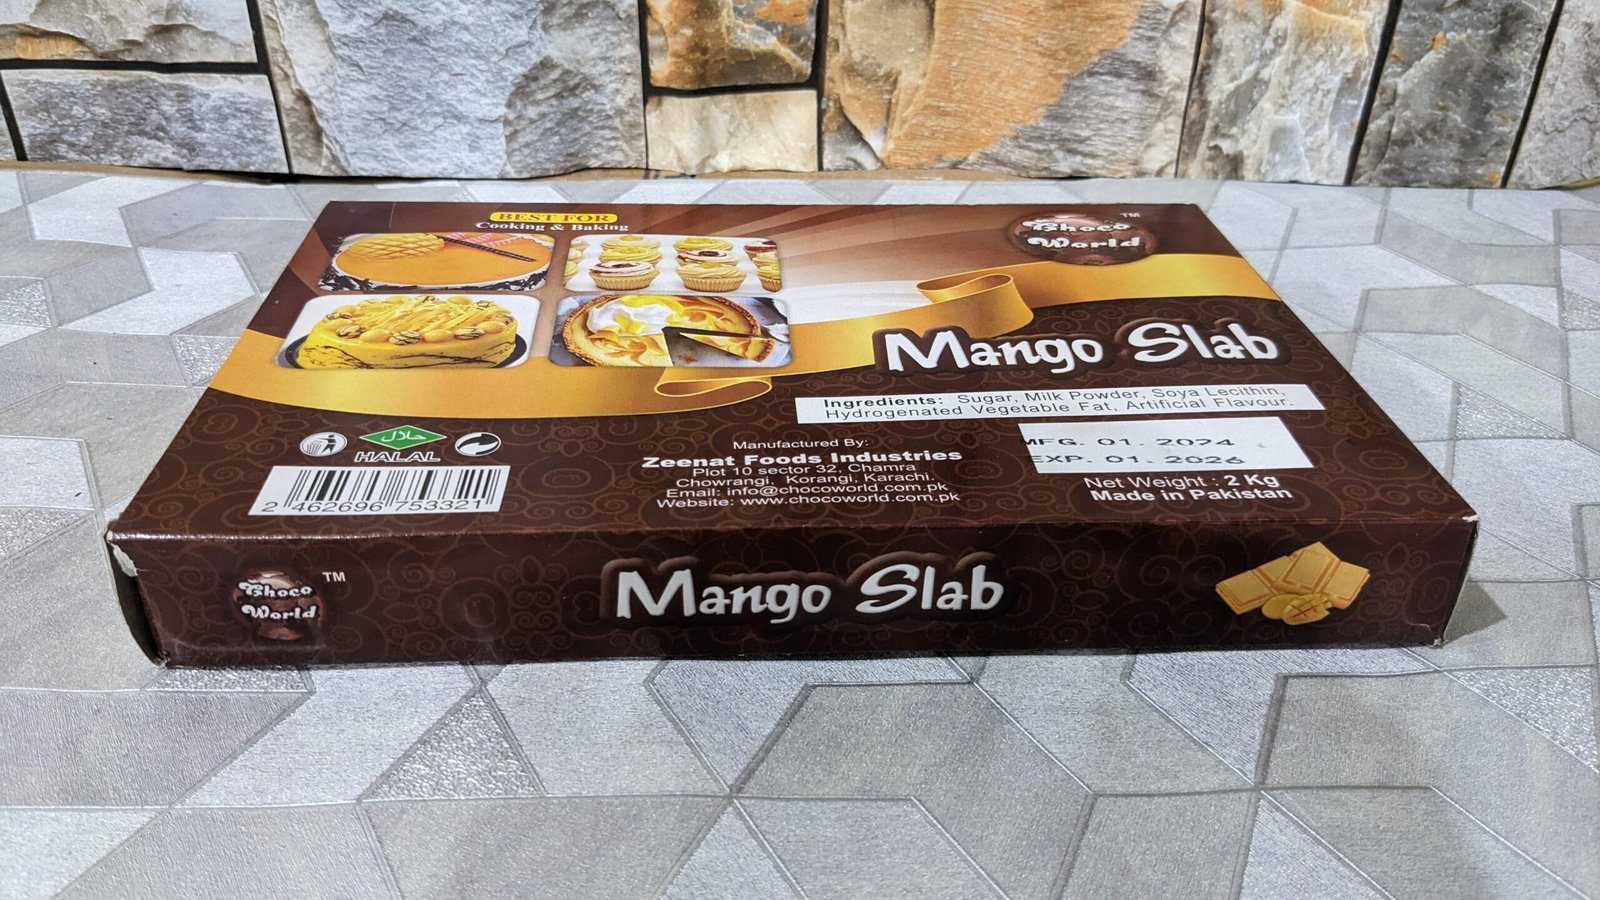 BEST FOR
Cooking & Baking
Choco
World
TM
Mango Slab
Ingredients: Sugar, Milk Powder, Soya Lecithin,
Hydrogenated Vegetable Fat, Artificial Flavour.
حلال
HALAL
2 462696 753321
Manufactured By:
Zeenat Foods Industries
Plot 10 sector 32, Chamra
Chowrangi, Korangi, Karachi.
Email: info@chocoworld.com.pk
Website: www.chocoworld.com.pk
MFG. 01. 2024
EXP. 01. 2026
Net Weight : 2 Kg
Made in Pakistan
Choco
World
TM
Mango Slab